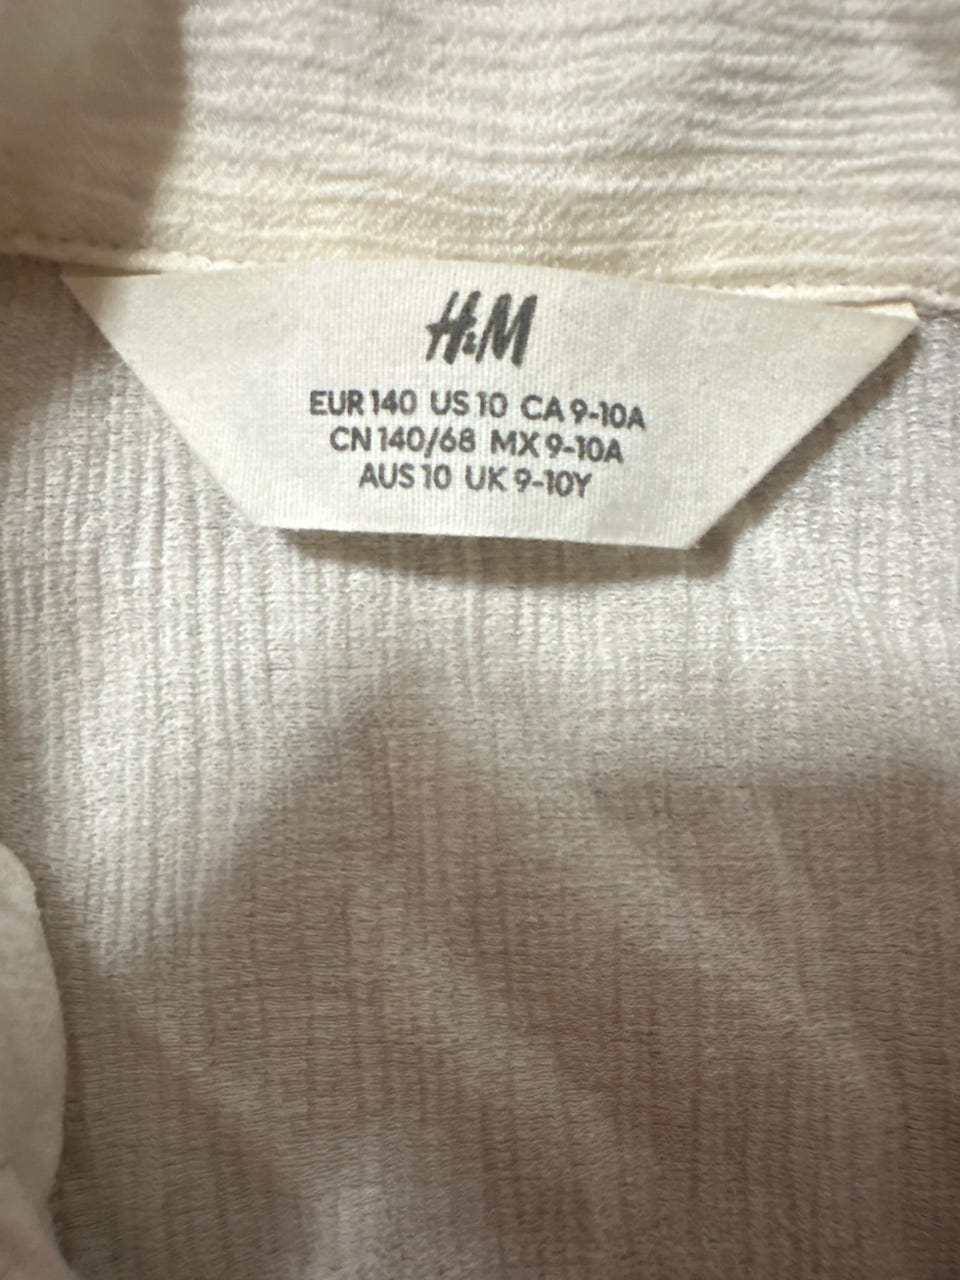 H&M
EUR 140 US 10 CA 9-10A
CN 140/68 MX 9-10A
AUS 10 UK 9-10Y